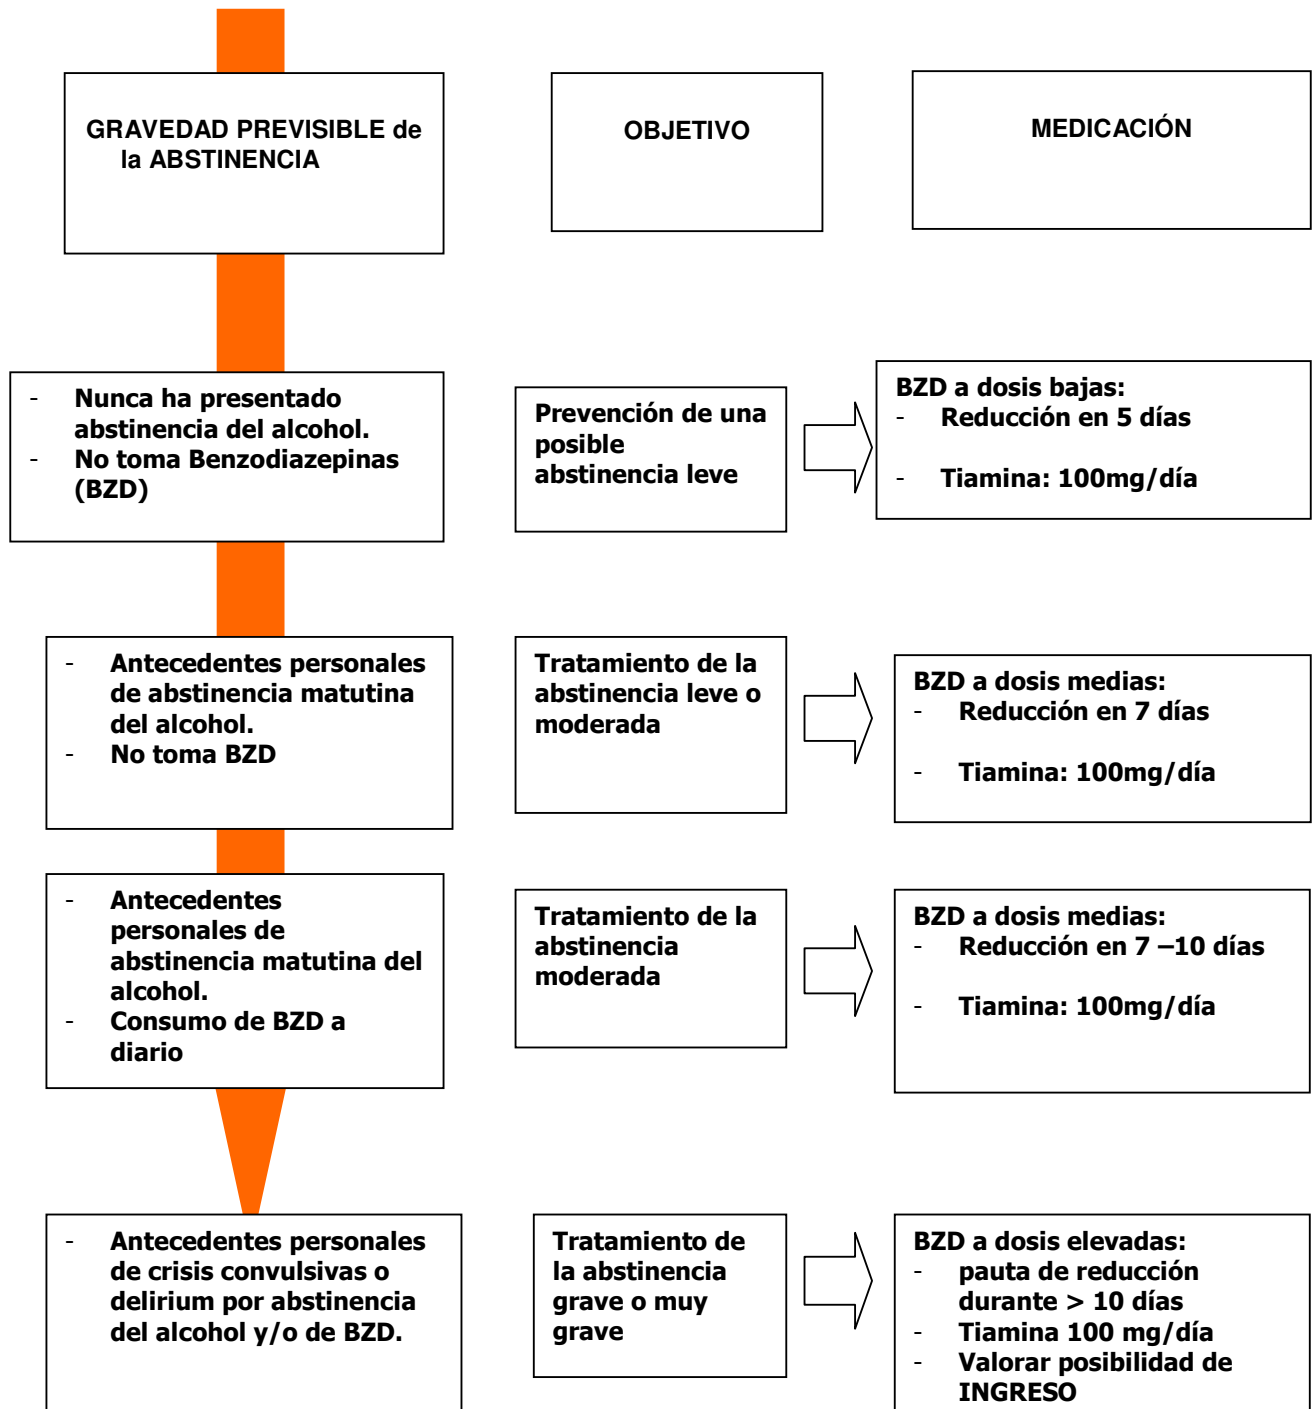 GRAVEDAD PREVISIBLE de
la ABSTINENCIA
OBJETIVO
MEDICACIÓN
- Nunca ha presentado
abstinencia del alcohol.
- No toma Benzodiazepinas
(BZD)
Prevención de una
posible
abstinencia leve
BZD a dosis bajas:
- Reducción en 5 días
- Tiamina: 100mg/día
- Antecedentes personales
de abstinencia matutina
del alcohol.
- No toma BZD
Tratamiento de la
abstinencia leve o
moderada
BZD a dosis medias:
- Reducción en 7 días
- Tiamina: 100mg/día
- Antecedentes
personales de
abstinencia matutina del
alcohol.
- Consumo de BZD a
diario
Tratamiento de la
abstinencia
moderada
BZD a dosis medias:
- Reducción en 7 –10 días
- Tiamina: 100mg/día
- Antecedentes personales
de crisis convulsivas o
delirium por abstinencia
del alcohol y/o de BZD.
Tratamiento de
la abstinencia
grave o muy
grave
BZD a dosis elevadas:
- pauta de reducción
durante > 10 días
- Tiamina 100 mg/día
- Valorar posibilidad de
INGRESO